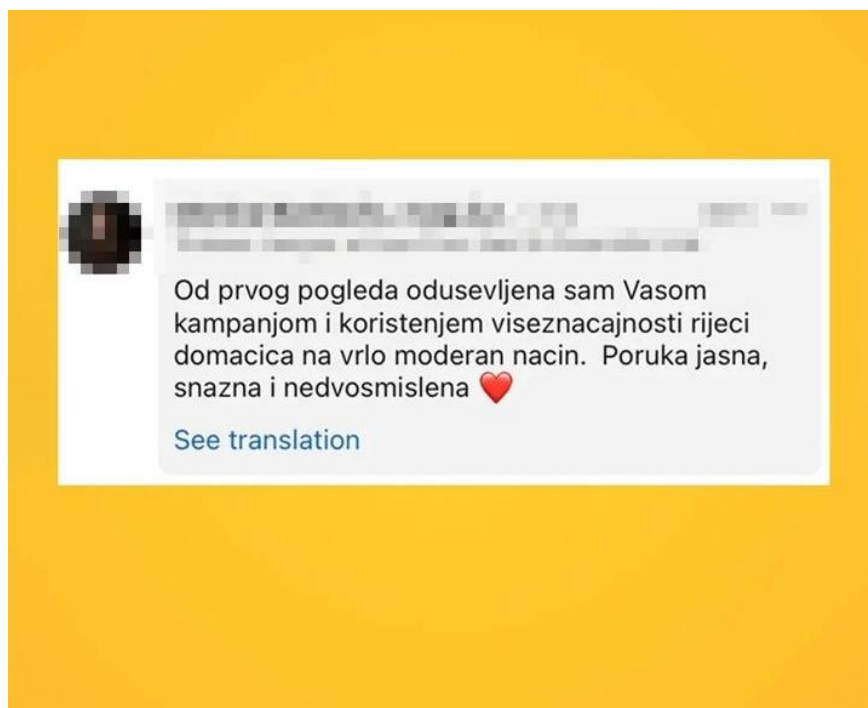 Od prvog pogleda odusevljena sam Vasom
kampanjom i koristenjem viseznacajnosti rijeci
domacica na vrlo moderan nacin.  Poruka jasna,
snazna i nedvosmislena ❤️
See translation